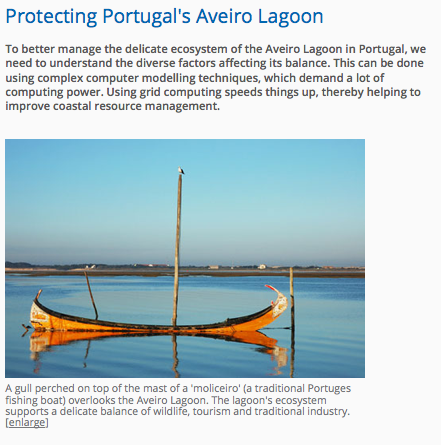 Protecting Portugal's Aveiro Lagoon
To better manage the delicate ecosystem of the Aveiro Lagoon in Portugal, we
need to understand the diverse factors affecting its balance. This can be done
using complex computer modelling techniques, which demand a lot of
computing power. Using grid computing speeds things up, thereby helping to
improve coastal resource management.
A gull perched on top of the mast of a 'moliceiro' (a traditional Portuges
fishing boat) overlooks the Aveiro Lagoon. The lagoon's ecosystem
supports a delicate balance of wildlife, tourism and traditional industry.
[enlarge]